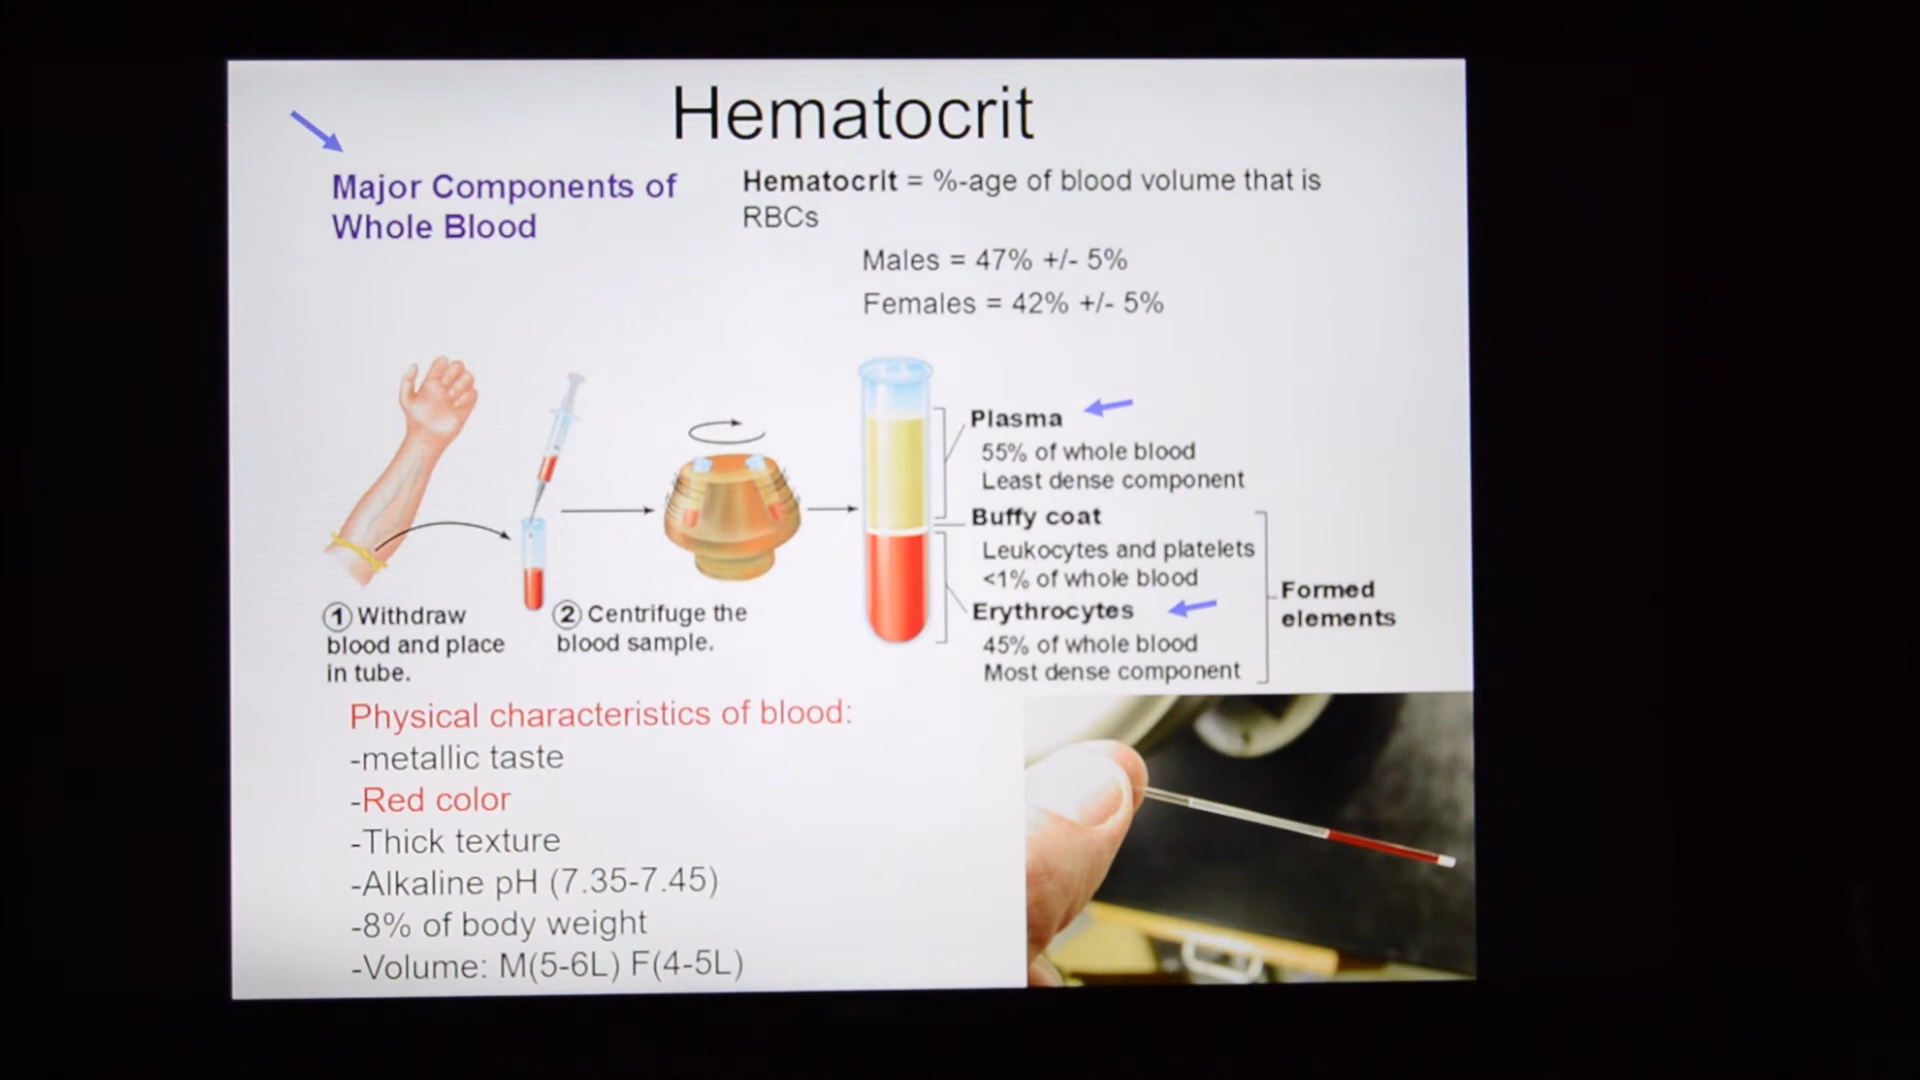 Hematocrit
Major Components of
Whole Blood
Hematocrit = %-age of blood volume that is
RBCs
Males = 47% +/- 5%
Females = 42% +/- 5%
Plasma
55% of whole blood
Least dense component
Buffy coat
Leukocytes and platelets
<1% of whole blood
Erythrocytes
45% of whole blood
Most dense component
Formed
elements
1 Withdraw
blood and place
in tube.
2 Centrifuge the
blood sample.
Physical characteristics of blood:
-metallic taste
-Red color
-Thick texture
-Alkaline pH (7.35-7.45)
-8% of body weight
-Volume: M(5-6L) F(4-5L)